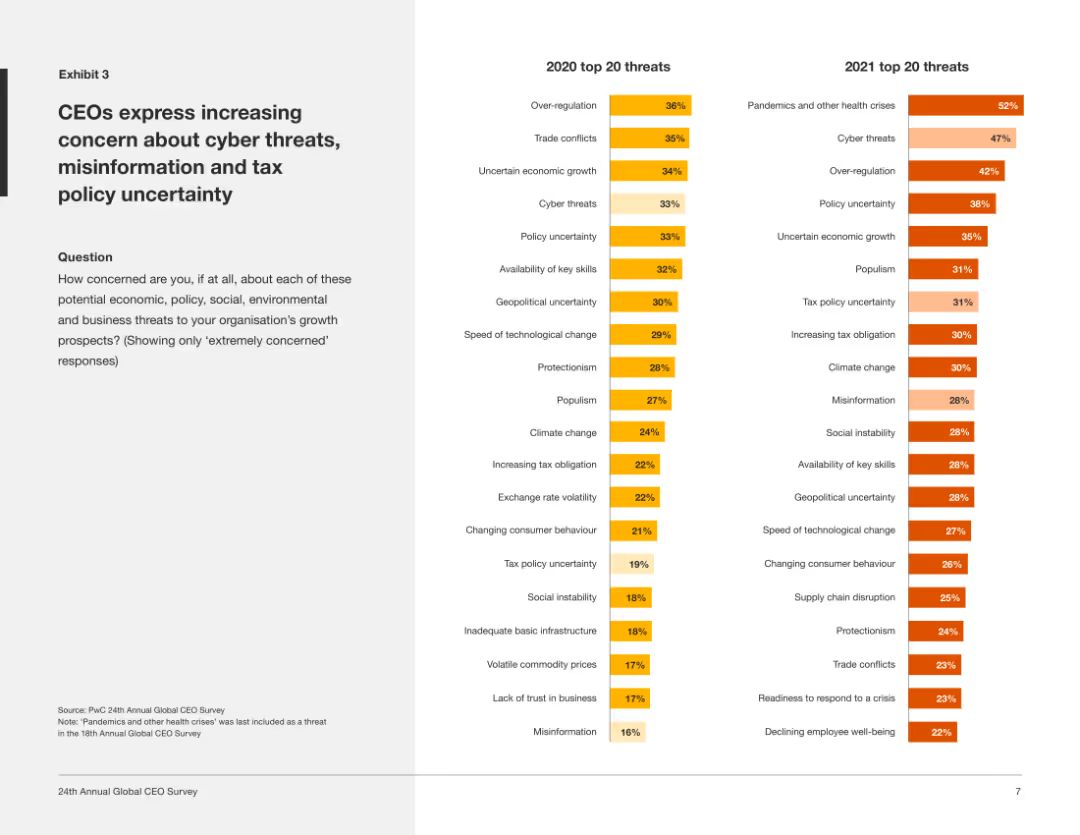 Exhibit 3
CEOs express increasing
concern about cyber threats,
misinformation and tax
policy uncertainty
Question
How concerned are you, if at all, about each of these
potential economic, policy, social, environmental
and business threats to your organisation's growth
prospects? (Showing only 'extremely concerned'
responses)
Source: PwC 24th Annual Global CEO Survey
Note: 'Pandemics and other health crises' was last included as a threat
in the 18th Annual Global CEO Survey
2020 top 20 threats
Over-regulation 36%
Trade conflicts 35%
Uncertain economic growth 34%
Cyber threats 33%
Policy uncertainty 33%
Availability of key skills 32%
Geopolitical uncertainty 30%
Speed of technological change 29%
Protectionism 28%
Populism 27%
Climate change 24%
Increasing tax obligation 22%
Exchange rate volatility 22%
Changing consumer behaviour 21%
Tax policy uncertainty 19%
Social instability 18%
Inadequate basic infrastructure 18%
Volatile commodity prices 17%
Lack of trust in business 17%
Misinformation 16%
2021 top 20 threats
Pandemics and other health crises 52%
Cyber threats 47%
Over-regulation 42%
Policy uncertainty 38%
Uncertain economic growth 35%
Populism 31%
Tax policy uncertainty 31%
Increasing tax obligation 30%
Climate change 30%
Misinformation 28%
Social instability 28%
Availability of key skills 28%
Geopolitical uncertainty 28%
Speed of technological change 27%
Changing consumer behaviour 26%
Supply chain disruption 25%
Protectionism 24%
Trade conflicts 23%
Readiness to respond to a crisis 23%
Declining employee well-being 22%
24th Annual Global CEO Survey
7